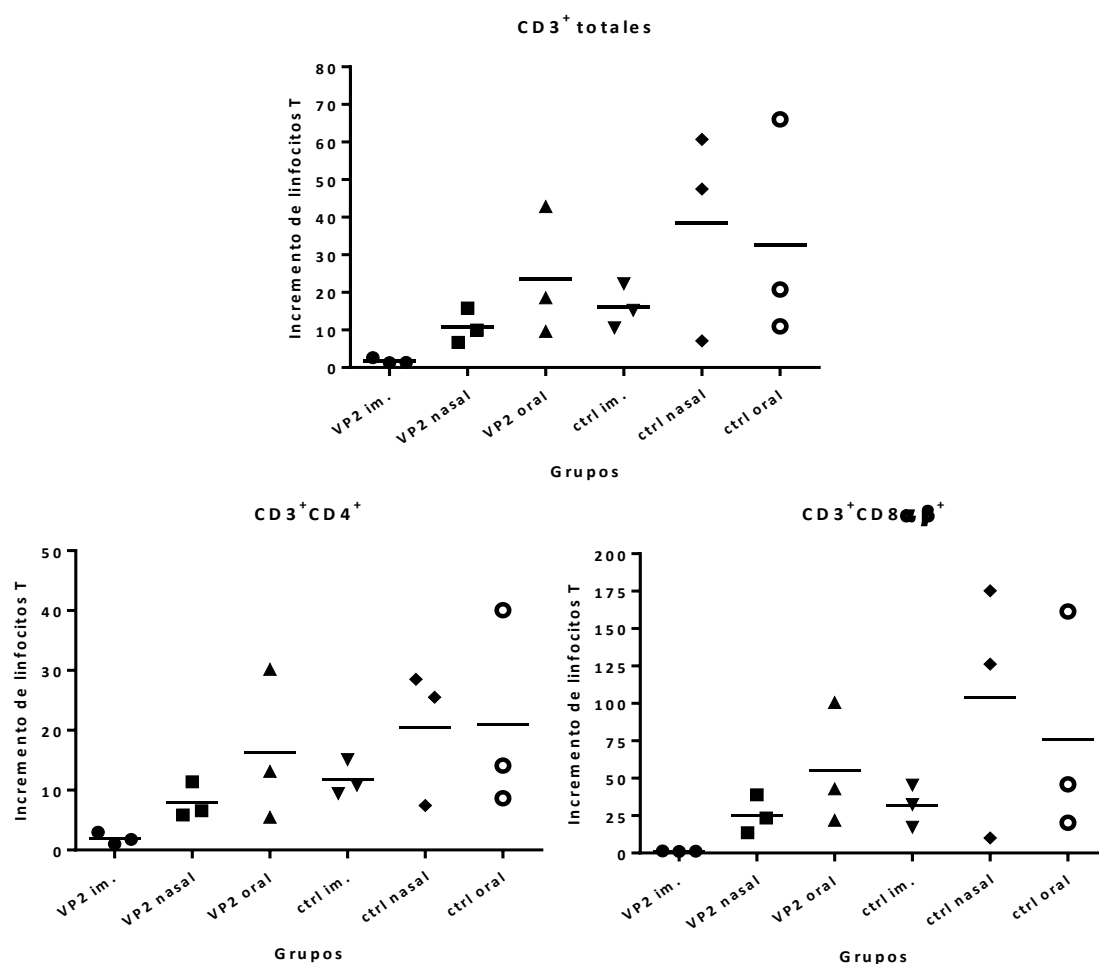 CD3⁺ totales
Incremento de linfocitos T
80
70
60
50
40
30
20
10
0
VP2 im.
VP2 nasal
VP2 oral
ctrl im.
ctrl nasal
ctrl oral
Grupos
CD3⁺CD4⁺
Incremento de linfocitos T
50
40
30
20
10
0
VP2 im.
VP2 nasal
VP2 oral
ctrl im.
ctrl nasal
ctrl oral
Grupos
CD3⁺CD8αβ⁺
Incremento de linfocitos T
200
175
150
125
100
75
50
25
0
VP2 im.
VP2 nasal
VP2 oral
ctrl im.
ctrl nasal
ctrl oral
Grupos